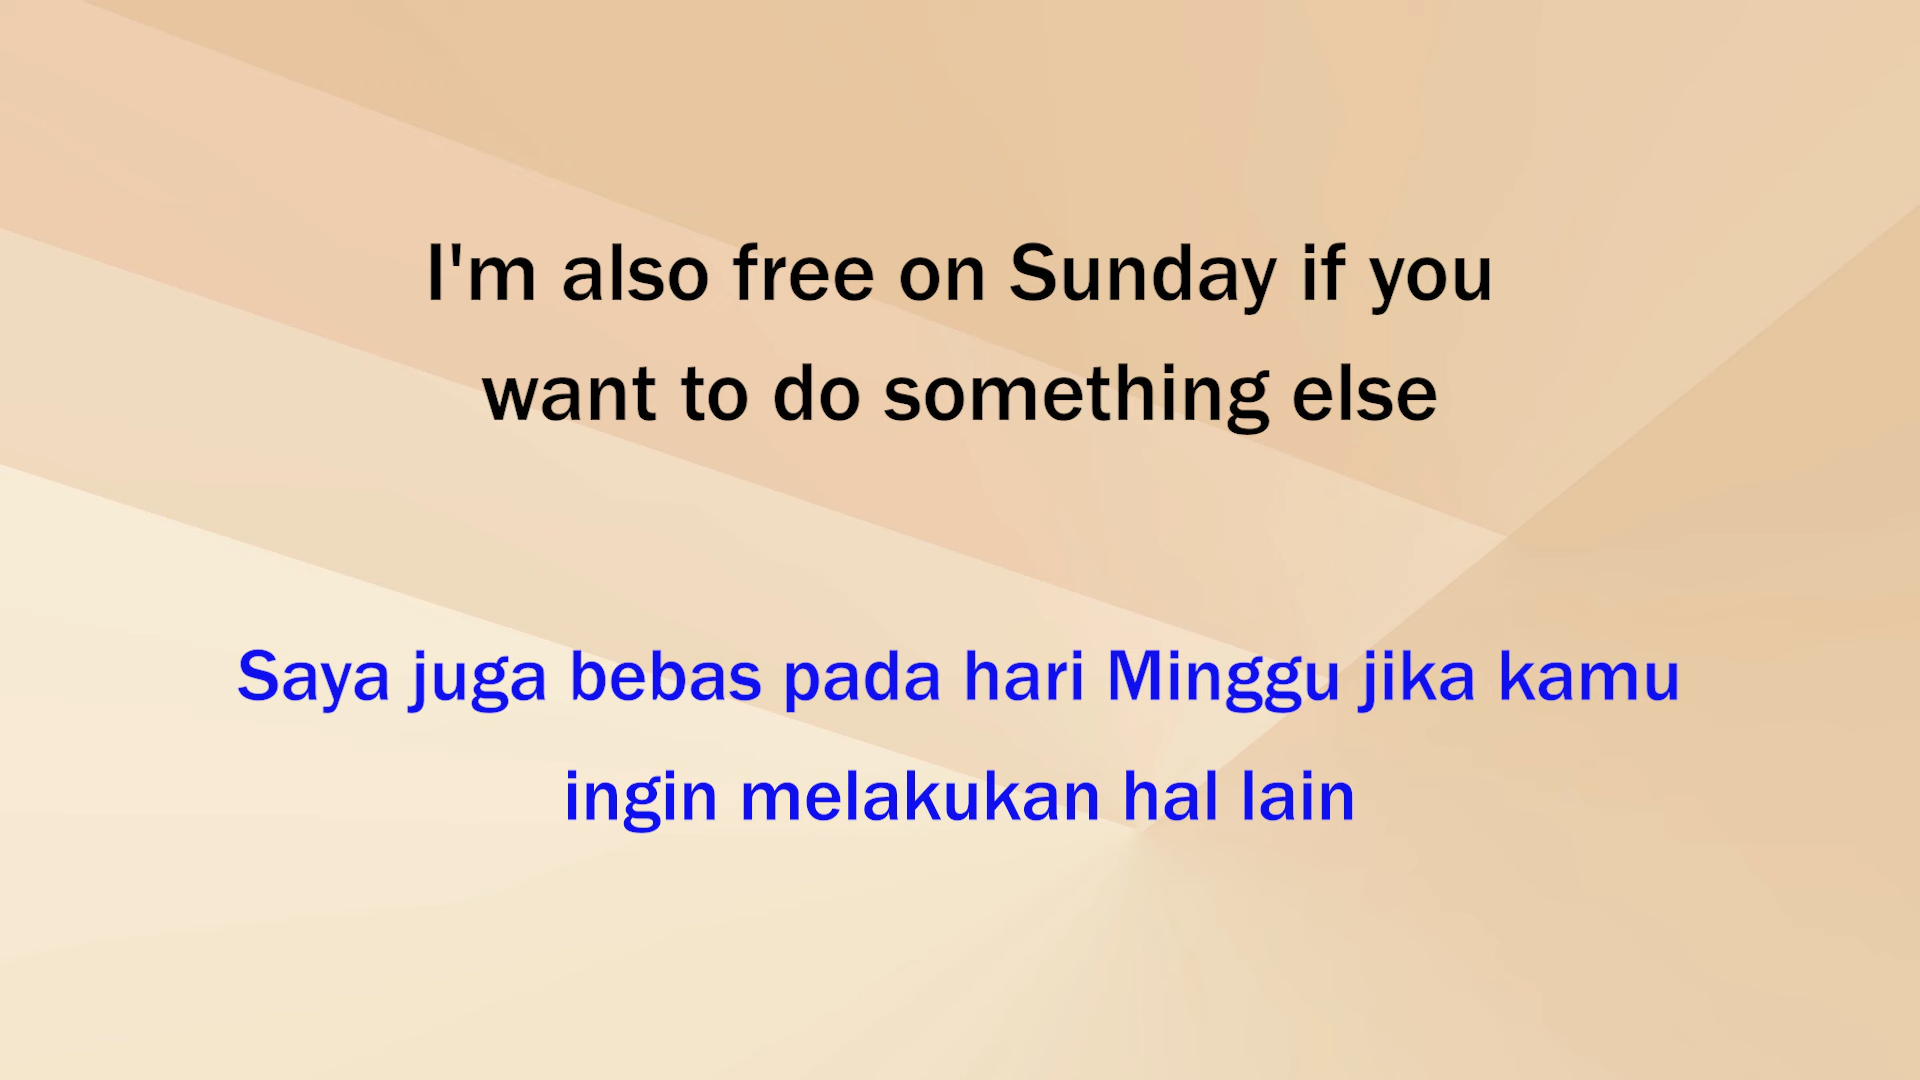 I'm also free on Sunday if you
want to do something else
Saya juga bebas pada hari Minggu jika kamu
ingin melakukan hal lain